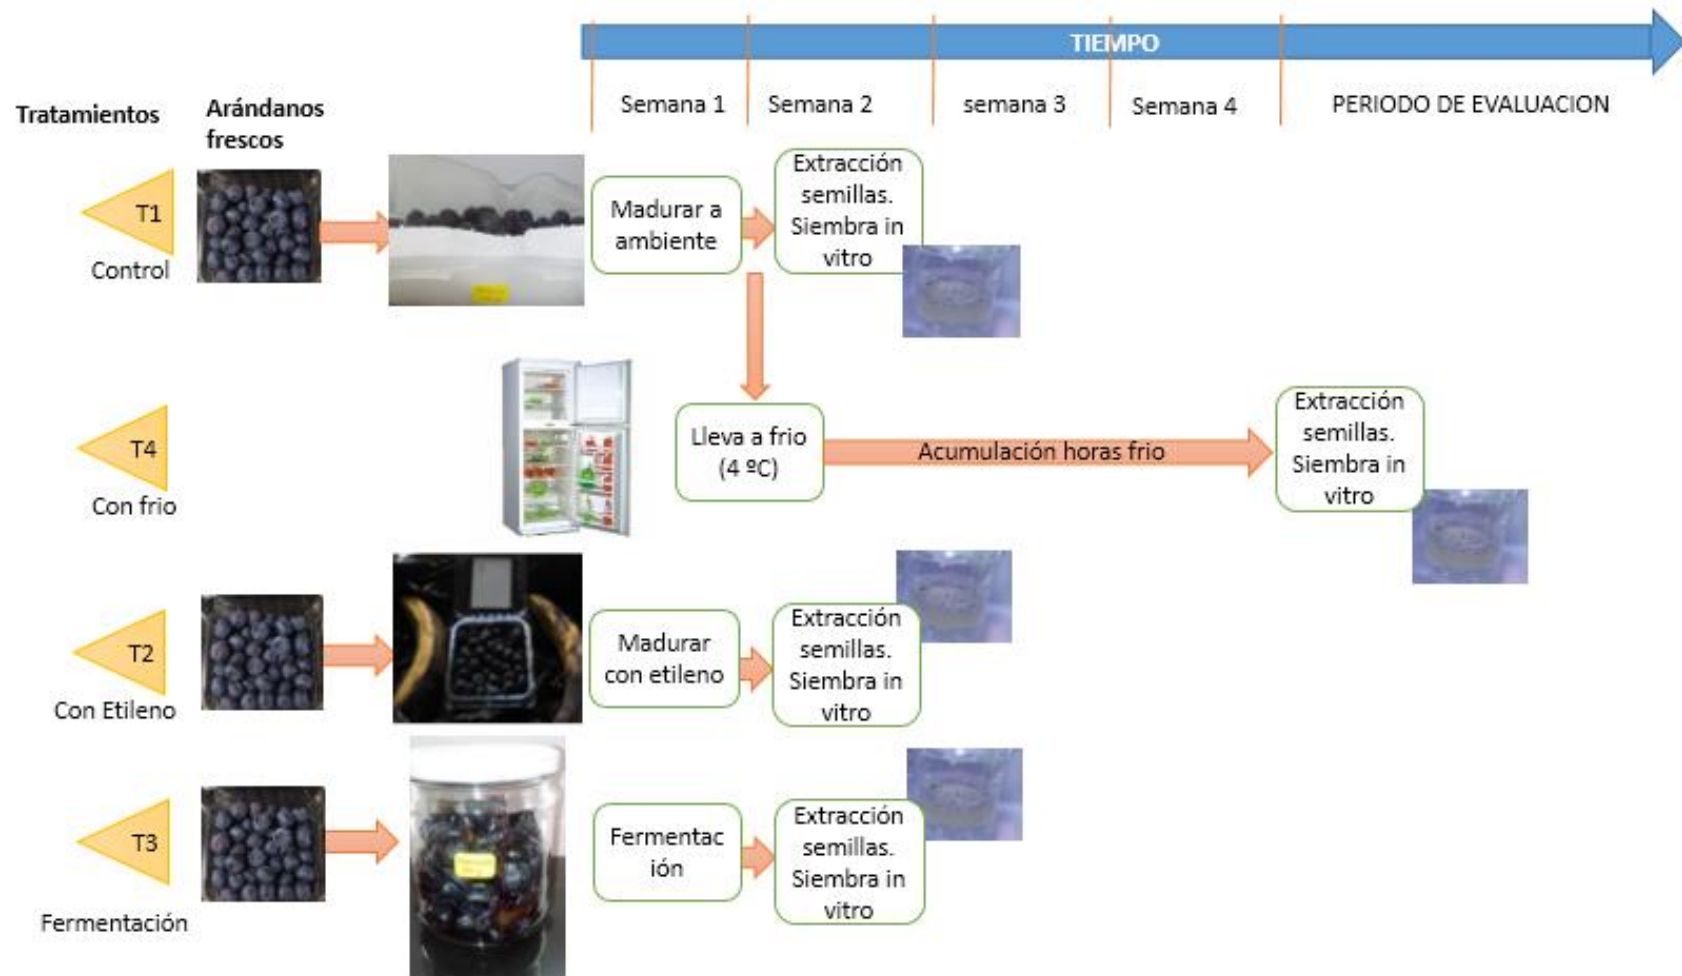 TIEMPO
Semana 1
Semana 2
semana 3
Semana 4
PERIODO DE EVALUACION
Tratamientos
Arándanos
frescos
T1
Control
Madurar a
ambiente
Extracción
semillas.
Siembra in
vitro
T4
Con frio
Lleva a frio
(4 ºC)
Acumulación horas frio
Extracción
semillas.
Siembra in
vitro
T2
Con Etileno
Madurar
con etileno
Extracción
semillas.
Siembra in
vitro
T3
Fermentación
Fermentac
ión
Extracción
semillas.
Siembra in
vitro